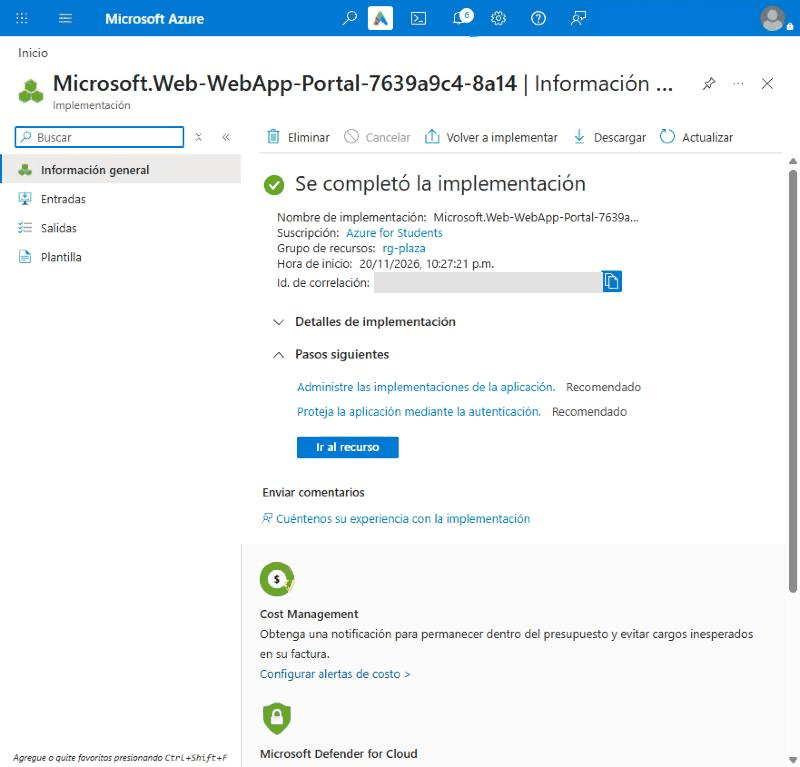 Microsoft Azure
6
Inicio
Microsoft.Web-WebApp-Portal-7639a9c4-8a14 | Información ...
Implementación
Buscar
Información general
Entradas
Salidas
Plantilla
Eliminar
Cancelar
Volver a implementar
Descargar
Actualizar
Se completó la implementación
Nombre de implementación: Microsoft.Web-WebApp-Portal-7639a...
Suscripción: Azure for Students
Grupo de recursos: rg-plaza
Hora de inicio: 20/11/2026, 10:27:21 p.m.
Id. de correlación:
Detalles de implementación
Pasos siguientes
Administre las implementaciones de la aplicación. Recomendado
Proteja la aplicación mediante la autenticación. Recomendado
Ir al recurso
Enviar comentarios
Cuéntenos su experiencia con la implementación
Cost Management
Obtenga una notificación para permanecer dentro del presupuesto y evitar cargos inesperados
en su factura.
Configurar alertas de costo >
Microsoft Defender for Cloud
Agregue o quite favoritos presionando Ctrl+Shift+F